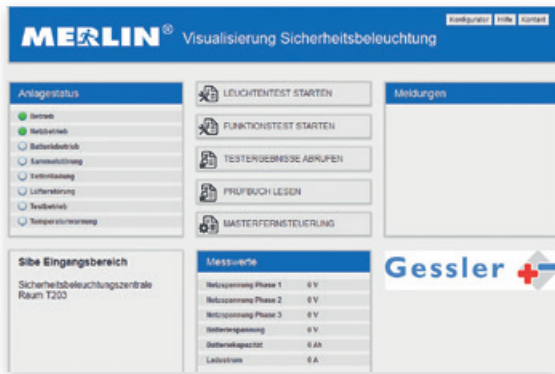 Konfigurator Hilfe Kontakt
MERLIN® Visualisierung Sicherheitsbeleuchtung
Anlagestatus
Betrieb
Netzbetrieb
Batteriebetrieb
Sammelstörung
Tiefentladung
Lüfterstörung
Testbetrieb
Temperaturwarnung
LEUCHTENTEST STARTEN
FUNKTIONSTEST STARTEN
TESTERGEBNISSE ABRUFEN
PRÜFBUCH LESEN
MASTERFERNSTEUERUNG
Meldungen
Sibe Eingangsbereich
Sicherheitsbeleuchtungszentrale
Raum T203
Messwerte
Netzspannung Phase 1 0 V
Netzspannung Phase 2 0 V
Netzspannung Phase 3 0 V
Batteriespannung 0 V
Batteriekapazität 0 Ah
Ladestrom 0 A
Gessler